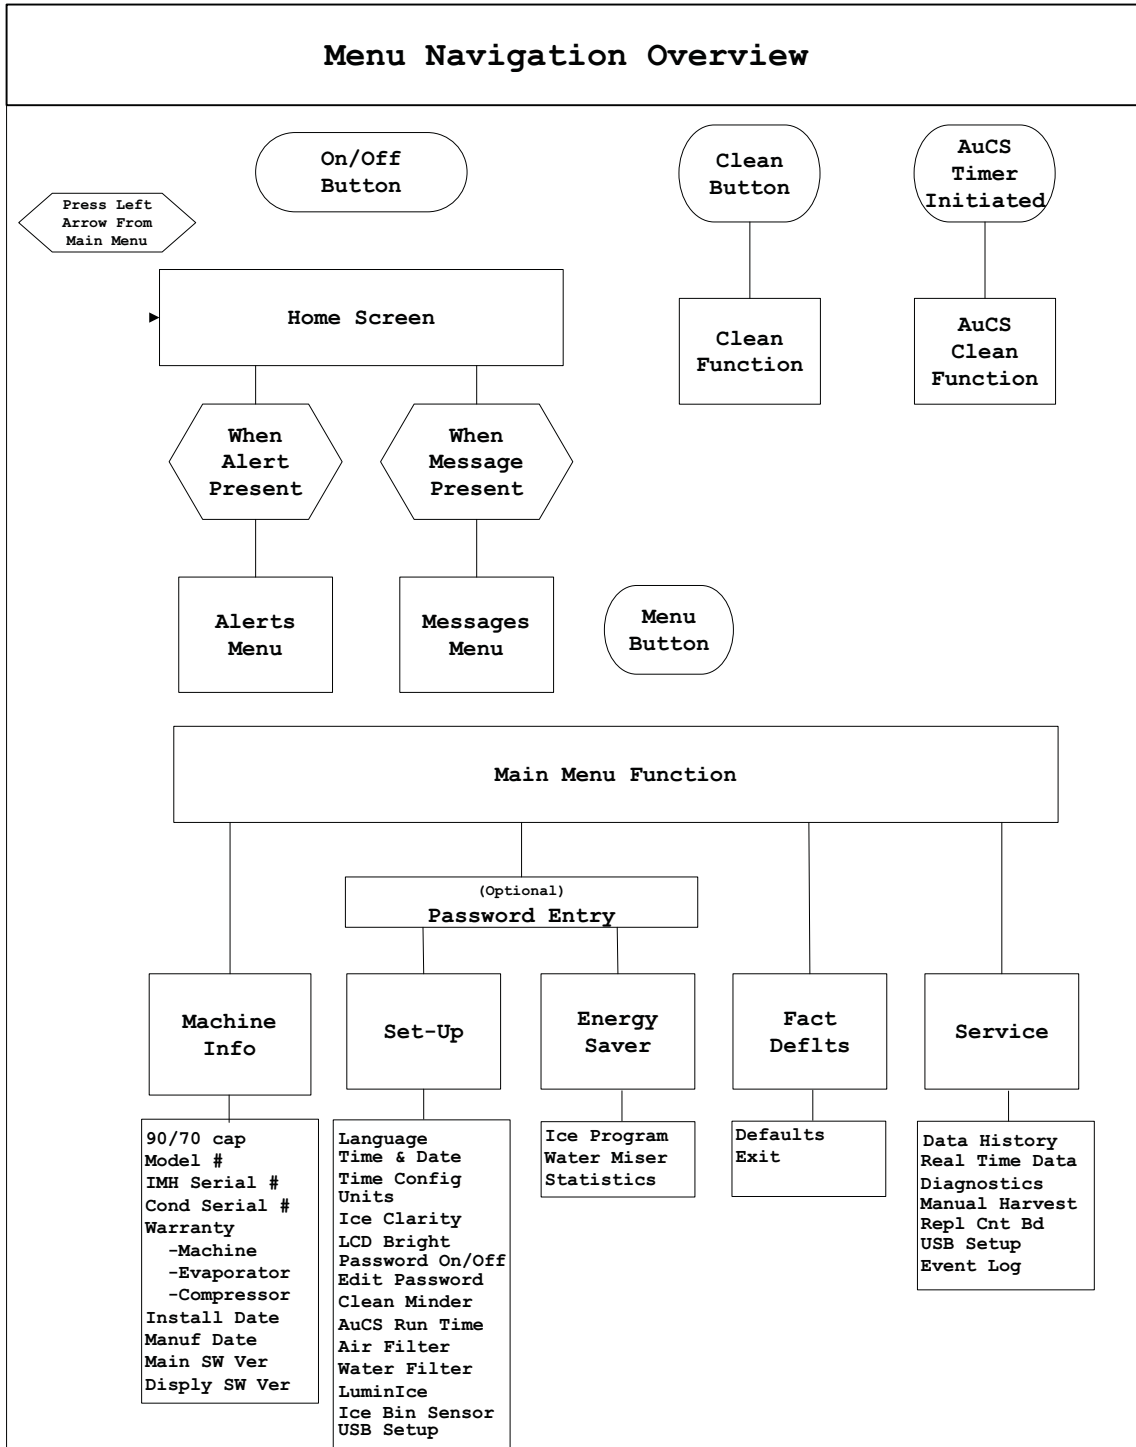 Menu Navigation Overview
On/Off
Button
Clean
Button
AuCS
Timer
Initiated
Press Left
Arrow From
Main Menu
Home Screen
Clean
Function
AuCS
Clean
Function
When
Alert
Present
When
Message
Present
Alerts
Menu
Messages
Menu
Menu
Button
Main Menu Function
(Optional)
Password Entry
Machine
Info
Set-Up
Energy
Saver
Fact
Deflts
Service
90/70 cap
Model #
IMH Serial #
Cond Serial #
Warranty
-Machine
-Evaporator
-Compressor
Install Date
Manuf Date
Main SW Ver
Disply SW Ver
Language
Time & Date
Time Config
Units
Ice Clarity
LCD Bright
Password On/Off
Edit Password
Clean Minder
AuCS Run Time
Air Filter
Water Filter
LuminIce
Ice Bin Sensor
USB Setup
Ice Program
Water Miser
Statistics
Defaults
Exit
Data History
Real Time Data
Diagnostics
Manual Harvest
Repl Cnt Bd
USB Setup
Event Log